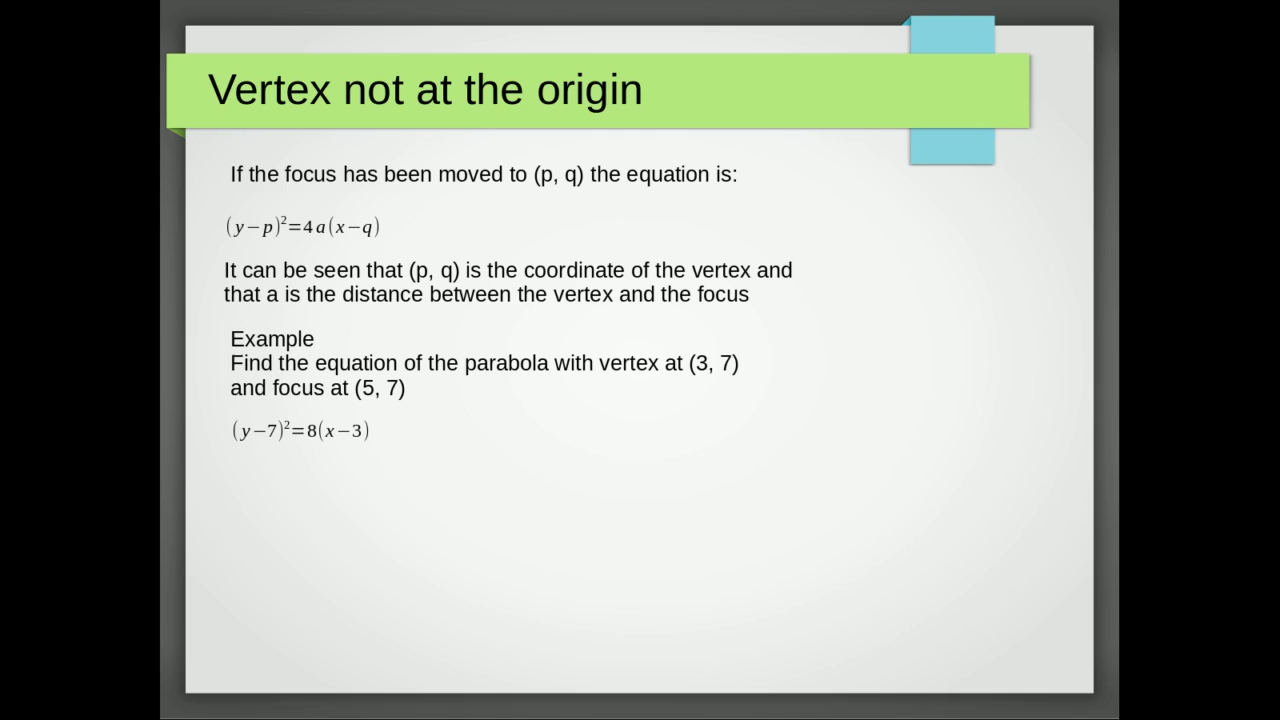 Vertex not at the origin
If the focus has been moved to (p, q) the equation is:
(y−p)²=4a(x−q)
It can be seen that (p, q) is the coordinate of the vertex and
that a is the distance between the vertex and the focus
Example
Find the equation of the parabola with vertex at (3, 7)
and focus at (5, 7)
(y−7)²=8(x−3)